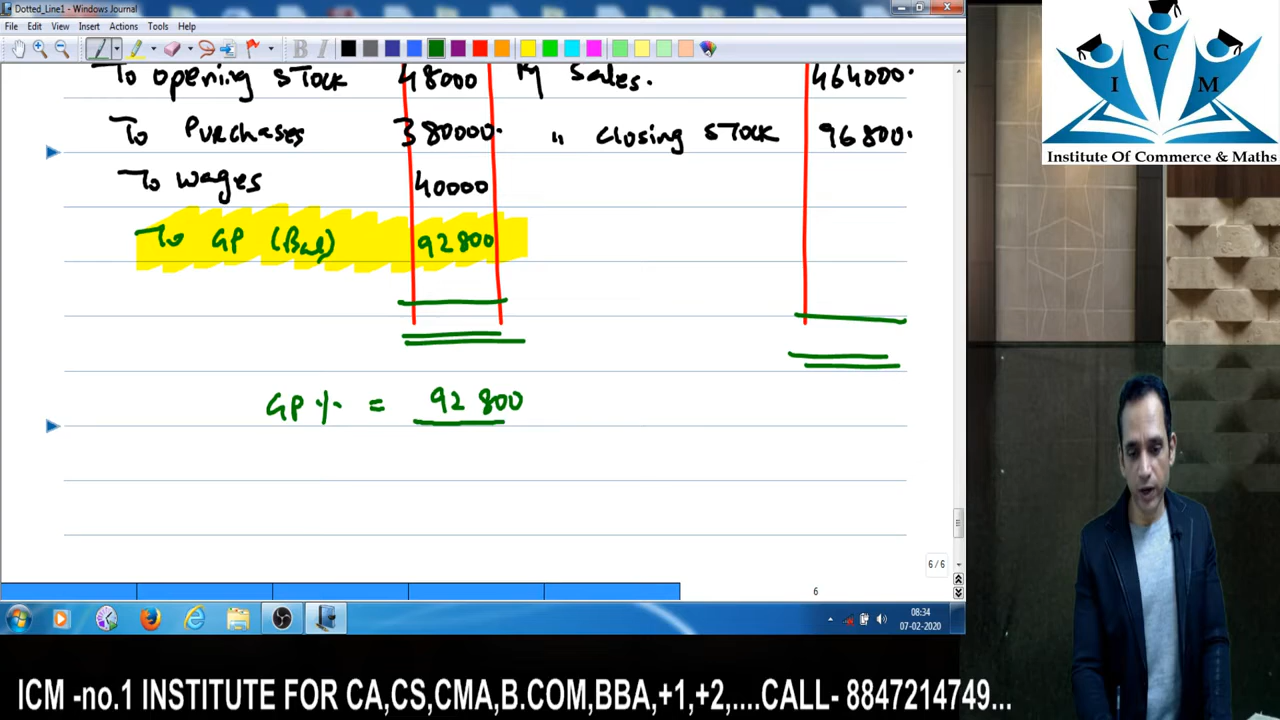 Dotted_Line1 - Windows Journal
File Edit View Insert Actions Tools Help
B I
To opening stock 48000 By Sales. 464000.
To Purchases 380000. " closing stock 96800.
To wages 40000
To GP (Bal) 92800
GP % = 92 800
6/6
6
08:34
07-02-2020
I C M
Institute Of Commerce & Maths
ICM -no.1 INSTITUTE FOR CA,CS,CMA,B.COM,BBA,+1,+2,....CALL- 8847214749...